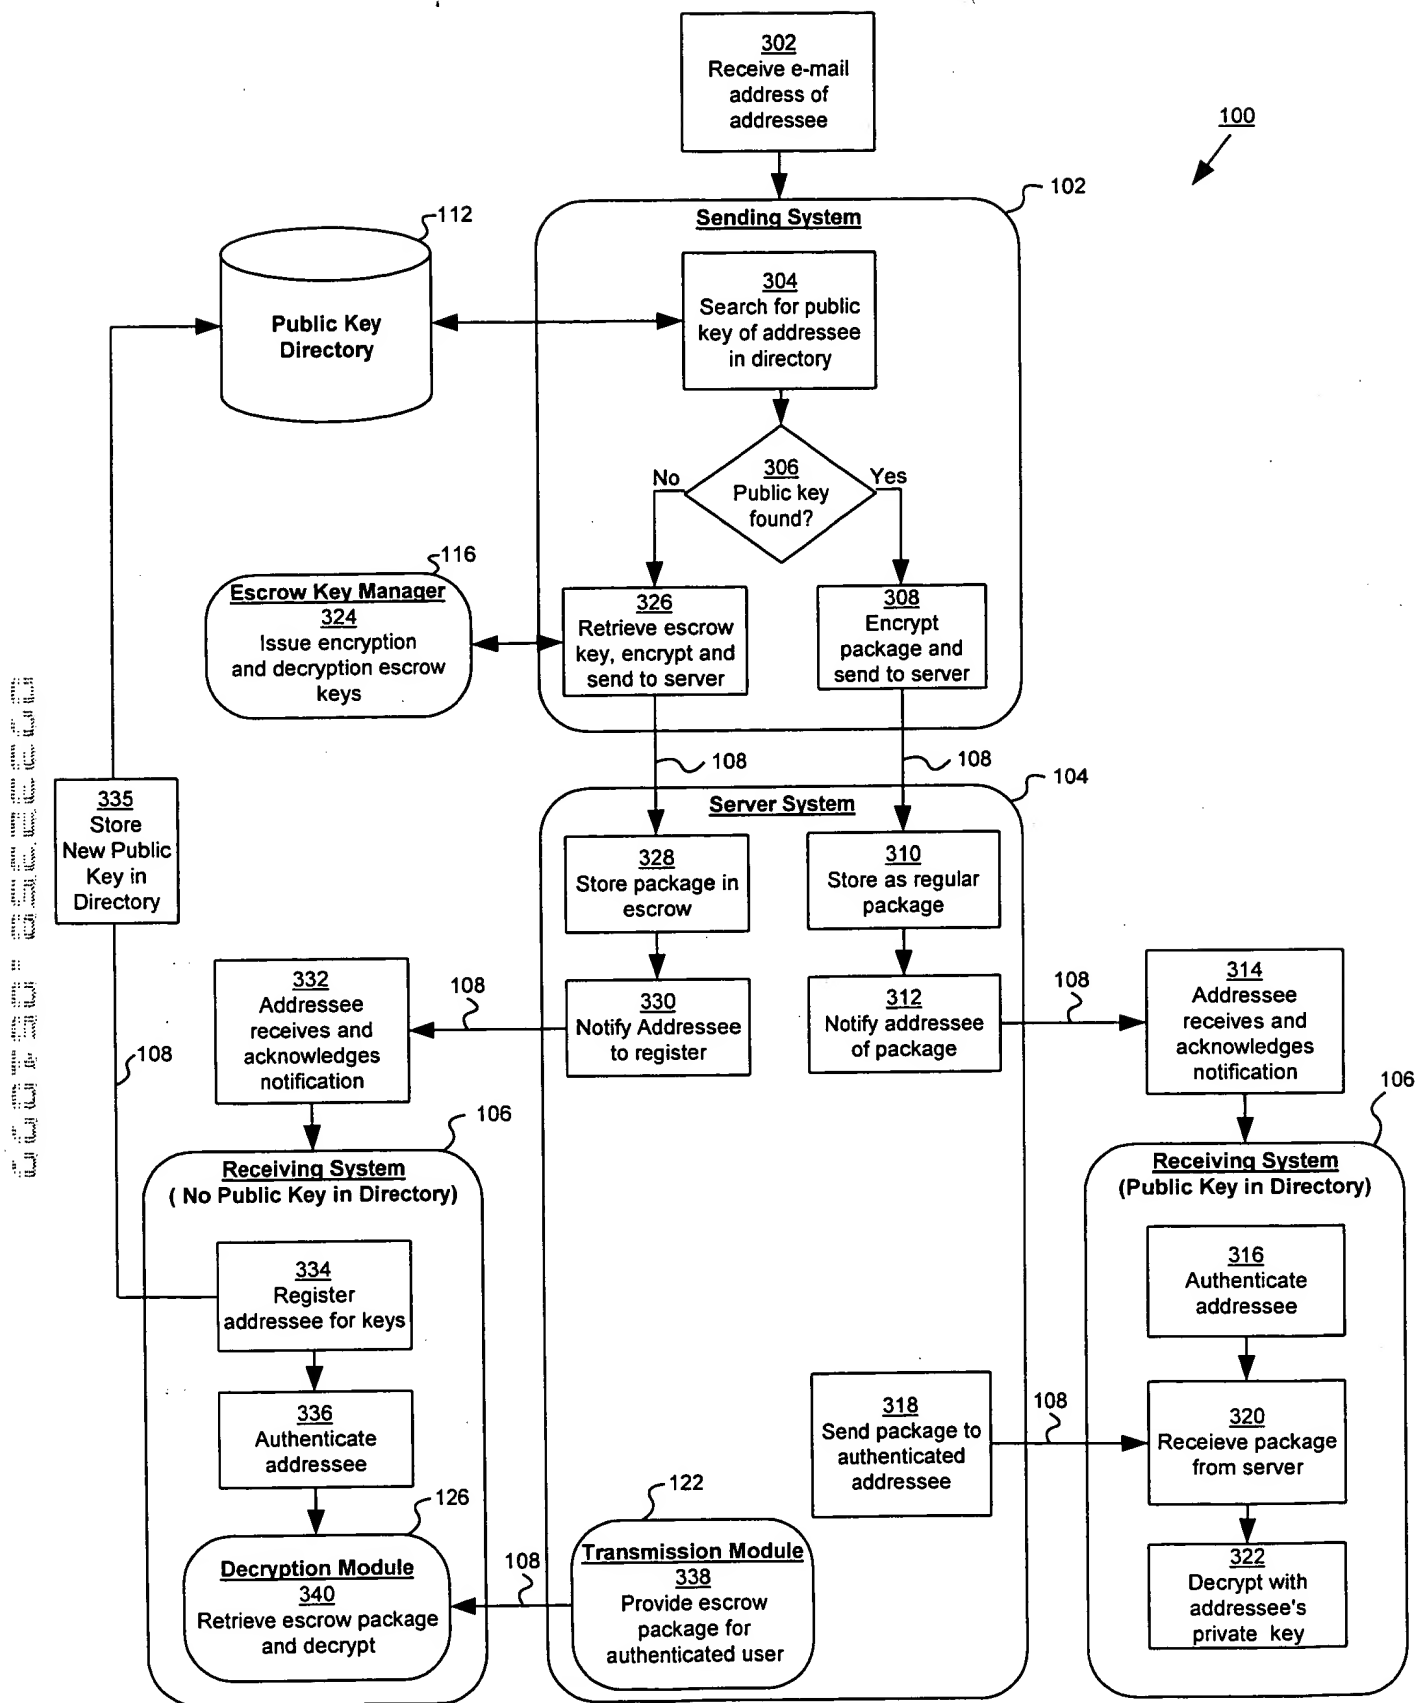 302
Receive e-mail
address of
addressee
100
102
Sending System
112
Public Key
Directory
304
Search for public
key of addressee
in directory
306
Public key
found?
No
Yes
116
Escrow Key Manager
324
Issue encryption
and decryption escrow
keys
326
Retrieve escrow
key, encrypt and
send to server
308
Encrypt
package and
send to server
108
108
104
Server System
335
Store
New Public
Key in
Directory
328
Store package in
escrow
310
Store as regular
package
332
Addressee
receives and
acknowledges
notification
108
330
Notify Addressee
to register
312
Notify addressee
of package
108
314
Addressee
receives and
acknowledges
notification
108
106
Receiving System
( No Public Key in Directory)
106
Receiving System
(Public Key in Directory)
334
Register
addressee for keys
316
Authenticate
addressee
336
Authenticate
addressee
318
Send package to
authenticated
addressee
108
320
Receieve package
from server
126
Decryption Module
340
Retrieve escrow package
and decrypt
108
122
Transmission Module
338
Provide escrow
package for
authenticated user
322
Decrypt with
addressee's
private key